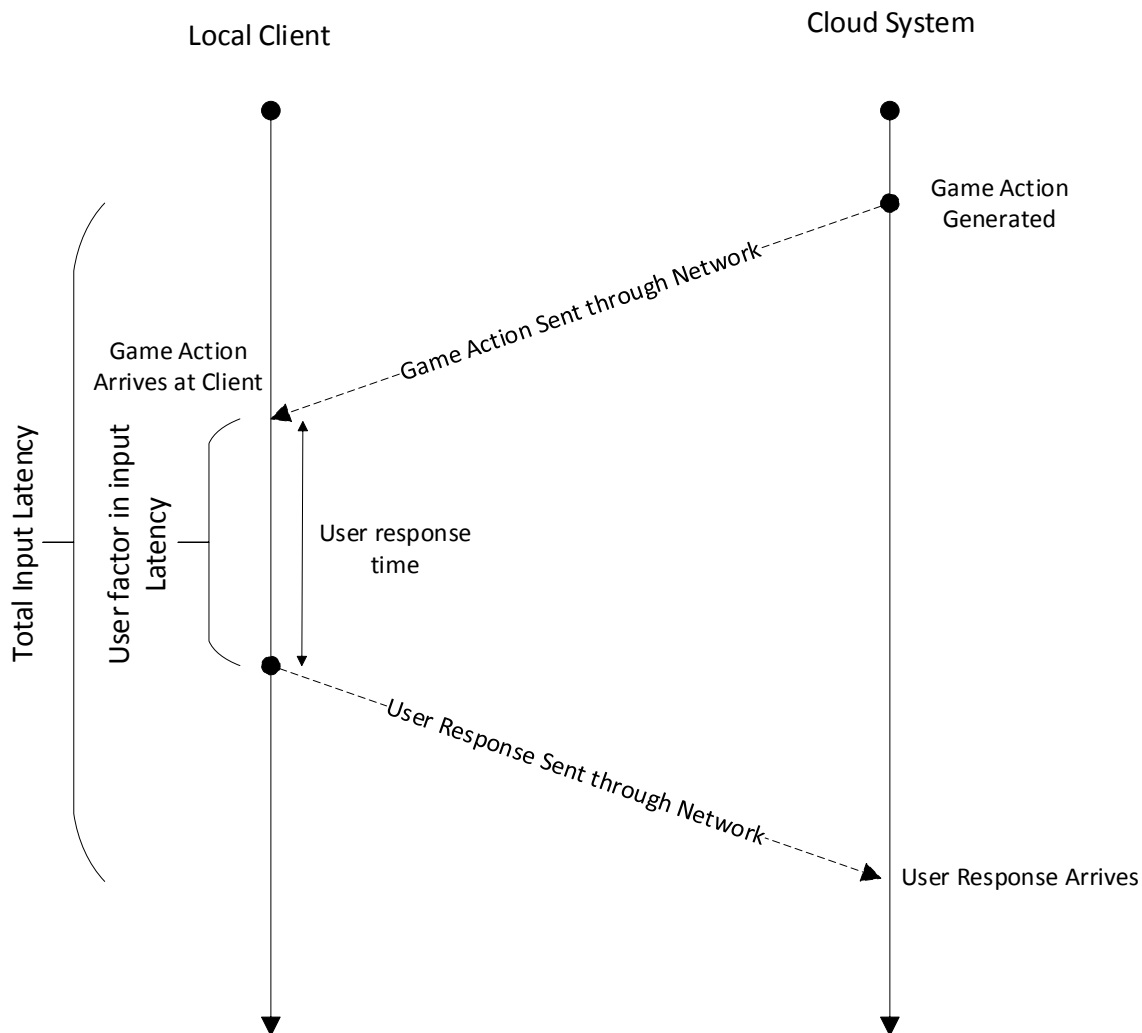 Local Client
Cloud System
Game Action
Generated
Game Action Sent through Network
Game Action
Arrives at Client
Total Input Latency
User factor in input
Latency
User response
time
User Response Sent through Network
User Response Arrives